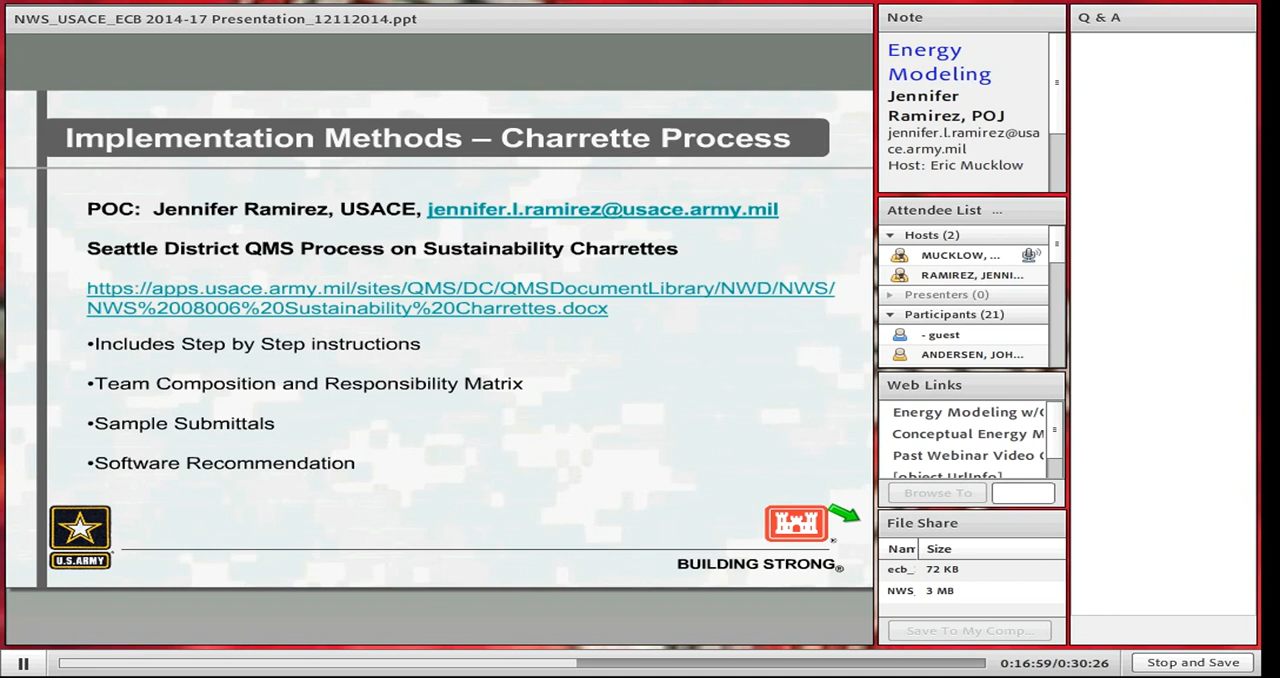 NWS_USACE_ECB 2014-17 Presentation_12112014.ppt
Implementation Methods – Charrette Process
POC: Jennifer Ramirez, USACE, jennifer.l.ramirez@usace.army.mil
Seattle District QMS Process on Sustainability Charrettes
https://apps.usace.army.mil/sites/QMS/DC/QMSDocumentLibrary/NWD/NWS/
NWS%2008006%20Sustainability%20Charrettes.docx
•Includes Step by Step instructions
•Team Composition and Responsibility Matrix
•Sample Submittals
•Software Recommendation
U.S.ARMY
BUILDING STRONG®
Note
Energy
Modeling
Jennifer
Ramirez, POJ
jennifer.l.ramirez@usa
ce.army.mil
Host: Eric Mucklow
Attendee List ...
Hosts (2)
MUCKLOW, ...
RAMIREZ, JENNI...
Presenters (0)
Participants (21)
- guest
ANDERSEN, JOH...
Web Links
Energy Modeling w/(
Conceptual Energy M
Past Webinar Video (
[object UrlInfo]
Browse To
File Share
Nam Size
ecb_ 72 KB
NWS_ 3 MB
Save To My Comp...
Q & A
0:16:59/0:30:26
Stop and Save